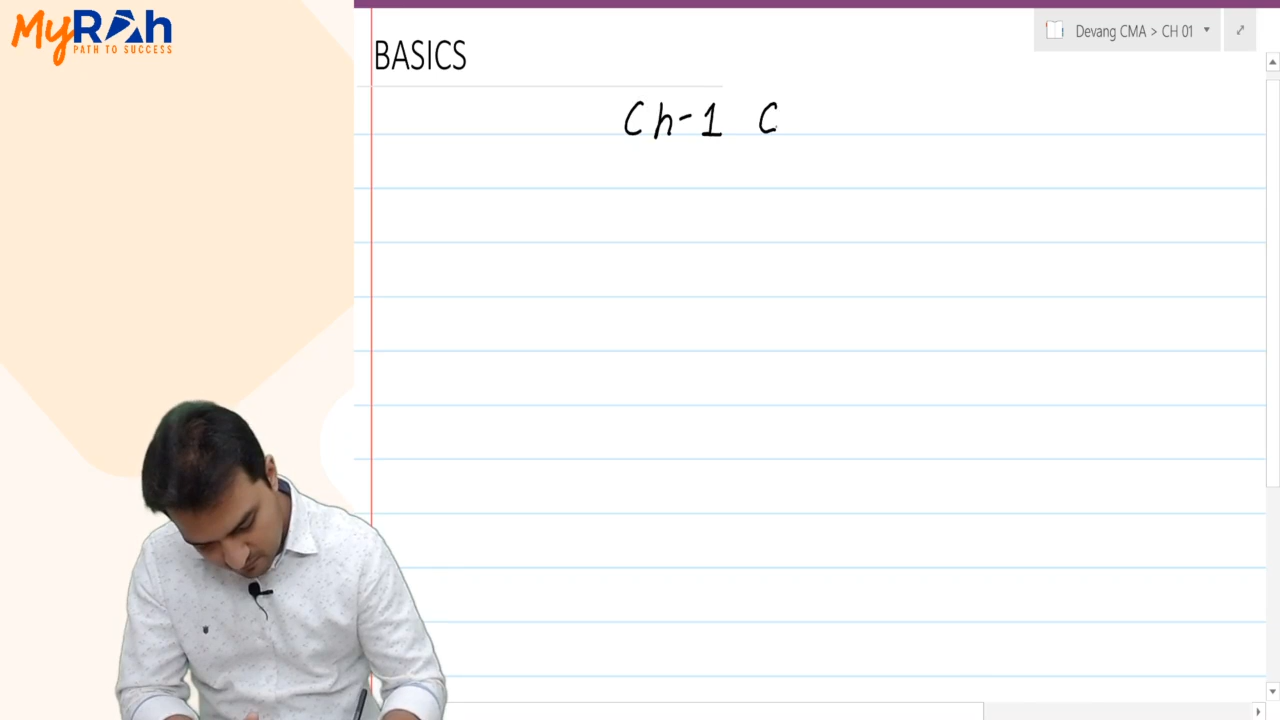 MyRAh
PATH TO SUCCESS
Devang CMA > CH 01
BASICS
Ch-1 C